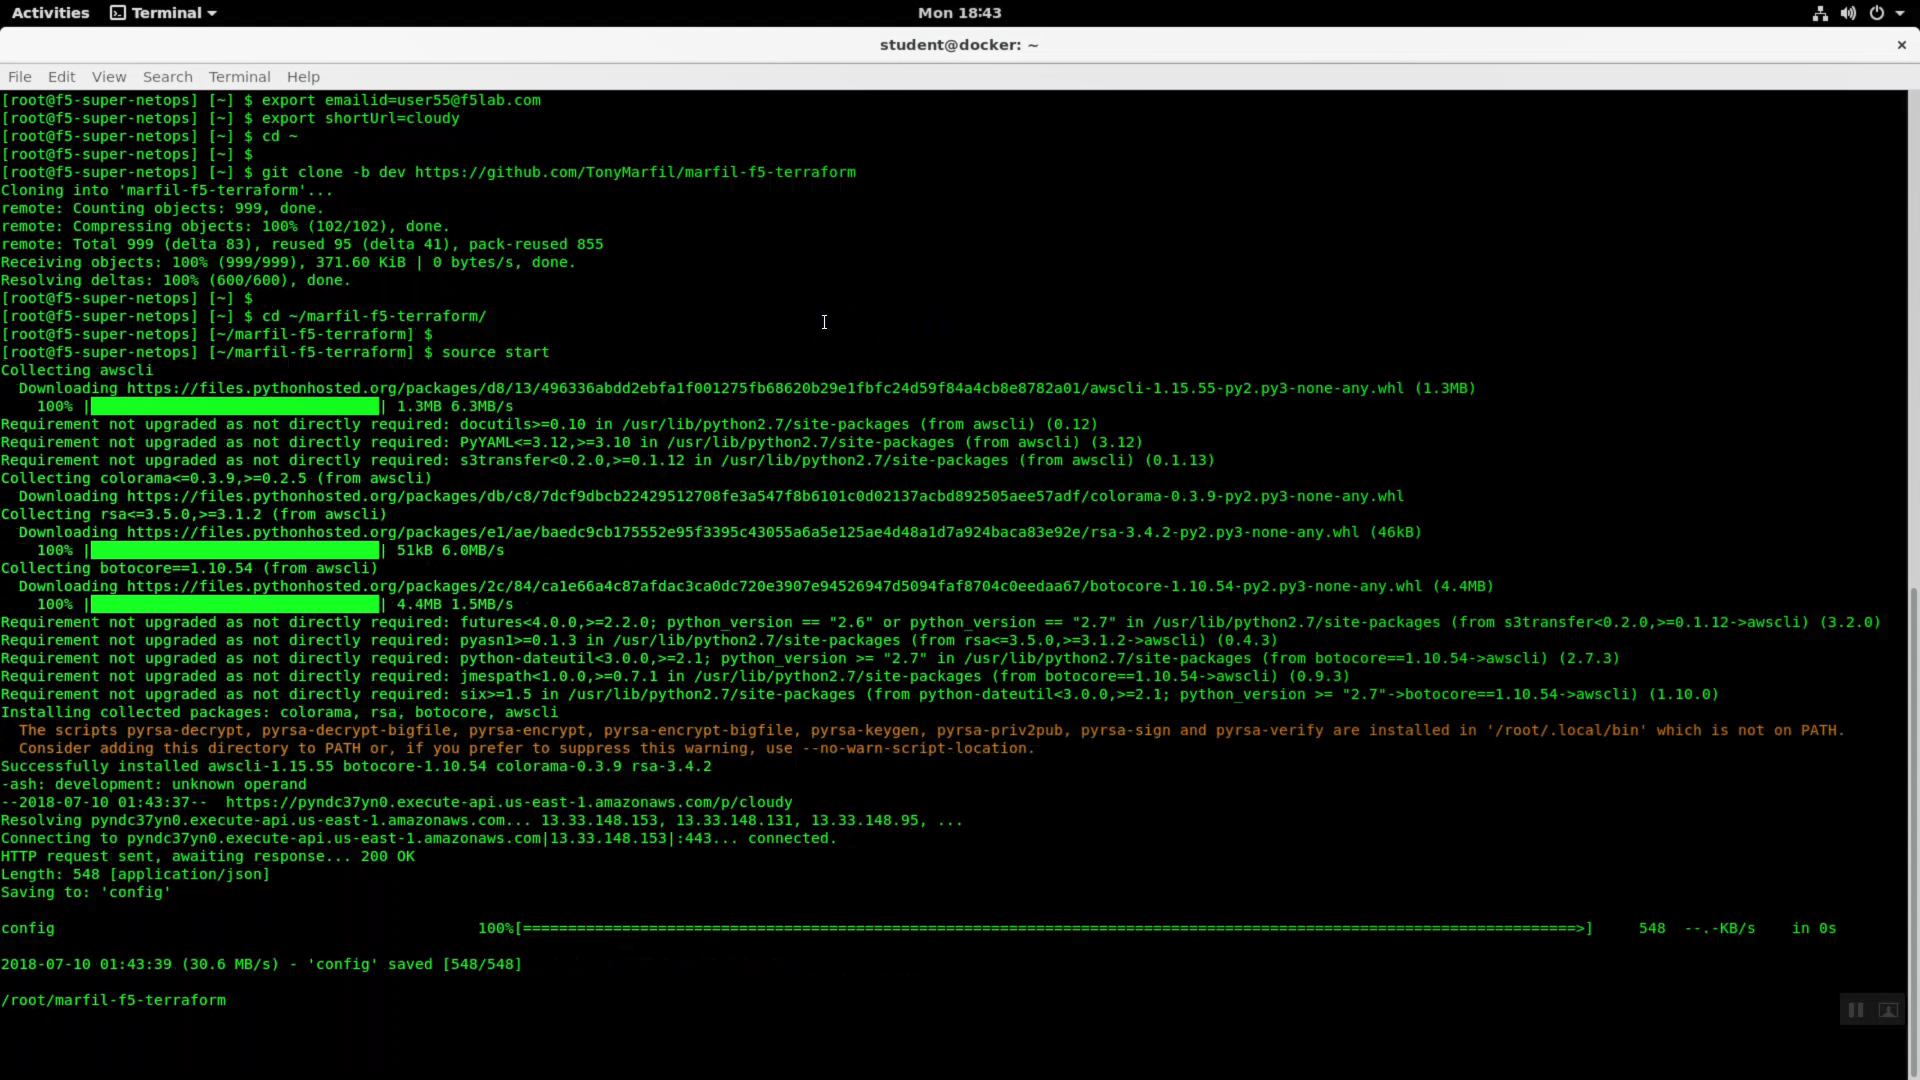 Activities Terminal Mon 18:43
student@docker: ~ ×
File Edit View Search Terminal Help
[root@f5-super-netops] [~] $ export emailid=user55@f5lab.com
[root@f5-super-netops] [~] $ export shortUrl=cloudy
[root@f5-super-netops] [~] $ cd ~
[root@f5-super-netops] [~] $
[root@f5-super-netops] [~] $ git clone -b dev https://github.com/TonyMarfil/marfil-f5-terraform
Cloning into 'marfil-f5-terraform'...
remote: Counting objects: 999, done.
remote: Compressing objects: 100% (102/102), done.
remote: Total 999 (delta 83), reused 95 (delta 41), pack-reused 855
Receiving objects: 100% (999/999), 371.60 KiB | 0 bytes/s, done.
Resolving deltas: 100% (600/600), done.
[root@f5-super-netops] [~] $
[root@f5-super-netops] [~] $ cd ~/marfil-f5-terraform/
[root@f5-super-netops] [~/marfil-f5-terraform] $
[root@f5-super-netops] [~/marfil-f5-terraform] $ source start
Collecting awscli
  Downloading https://files.pythonhosted.org/packages/d8/13/496336abdd2ebfa1f001275fb68620b29e1fbfc24d59f84a4cb8e8782a01/awscli-1.15.55-py2.py3-none-any.whl (1.3MB)
    100% |████████████████████████████████| 1.3MB 6.3MB/s
Requirement not upgraded as not directly required: docutils>=0.10 in /usr/lib/python2.7/site-packages (from awscli) (0.12)
Requirement not upgraded as not directly required: PyYAML<=3.12,>=3.10 in /usr/lib/python2.7/site-packages (from awscli) (3.12)
Requirement not upgraded as not directly required: s3transfer<0.2.0,>=0.1.12 in /usr/lib/python2.7/site-packages (from awscli) (0.1.13)
Collecting colorama<=0.3.9,>=0.2.5 (from awscli)
  Downloading https://files.pythonhosted.org/packages/db/c8/7dcf9dbcb22429512708fe3a547f8b6101c0d02137acbd892505aee57adf/colorama-0.3.9-py2.py3-none-any.whl
Collecting rsa<=3.5.0,>=3.1.2 (from awscli)
  Downloading https://files.pythonhosted.org/packages/e1/ae/baedc9cb175552e95f3395c43055a6a5e125ae4d48a1d7a924baca83e92e/rsa-3.4.2-py2.py3-none-any.whl (46kB)
    100% |████████████████████████████████| 51kB 6.0MB/s
Collecting botocore==1.10.54 (from awscli)
  Downloading https://files.pythonhosted.org/packages/2c/84/ca1e66a4c87afdac3ca0dc720e3907e94526947d5094faf8704c0eedaa67/botocore-1.10.54-py2.py3-none-any.whl (4.4MB)
    100% |████████████████████████████████| 4.4MB 1.5MB/s
Requirement not upgraded as not directly required: futures<4.0.0,>=2.2.0; python_version == "2.6" or python_version == "2.7" in /usr/lib/python2.7/site-packages (from s3transfer<0.2.0,>=0.1.12->awscli) (3.2.0)
Requirement not upgraded as not directly required: pyasn1>=0.1.3 in /usr/lib/python2.7/site-packages (from rsa<=3.5.0,>=3.1.2->awscli) (0.4.3)
Requirement not upgraded as not directly required: python-dateutil<3.0.0,>=2.1; python_version >= "2.7" in /usr/lib/python2.7/site-packages (from botocore==1.10.54->awscli) (2.7.3)
Requirement not upgraded as not directly required: jmespath<1.0.0,>=0.7.1 in /usr/lib/python2.7/site-packages (from botocore==1.10.54->awscli) (0.9.3)
Requirement not upgraded as not directly required: six>=1.5 in /usr/lib/python2.7/site-packages (from python-dateutil<3.0.0,>=2.1; python_version >= "2.7"->botocore==1.10.54->awscli) (1.10.0)
Installing collected packages: colorama, rsa, botocore, awscli
  The scripts pyrsa-decrypt, pyrsa-decrypt-bigfile, pyrsa-encrypt, pyrsa-encrypt-bigfile, pyrsa-keygen, pyrsa-priv2pub, pyrsa-sign and pyrsa-verify are installed in '/root/.local/bin' which is not on PATH.
  Consider adding this directory to PATH or, if you prefer to suppress this warning, use --no-warn-script-location.
Successfully installed awscli-1.15.55 botocore-1.10.54 colorama-0.3.9 rsa-3.4.2
-ash: development: unknown operand
--2018-07-10 01:43:37--  https://pyndc37yn0.execute-api.us-east-1.amazonaws.com/p/cloudy
Resolving pyndc37yn0.execute-api.us-east-1.amazonaws.com... 13.33.148.153, 13.33.148.131, 13.33.148.95, ...
Connecting to pyndc37yn0.execute-api.us-east-1.amazonaws.com|13.33.148.153|:443... connected.
HTTP request sent, awaiting response... 200 OK
Length: 548 [application/json]
Saving to: 'config'
config 100%[=====================================================================================================================>] 548 --.-KB/s in 0s
2018-07-10 01:43:39 (30.6 MB/s) - 'config' saved [548/548]
/root/marfil-f5-terraform